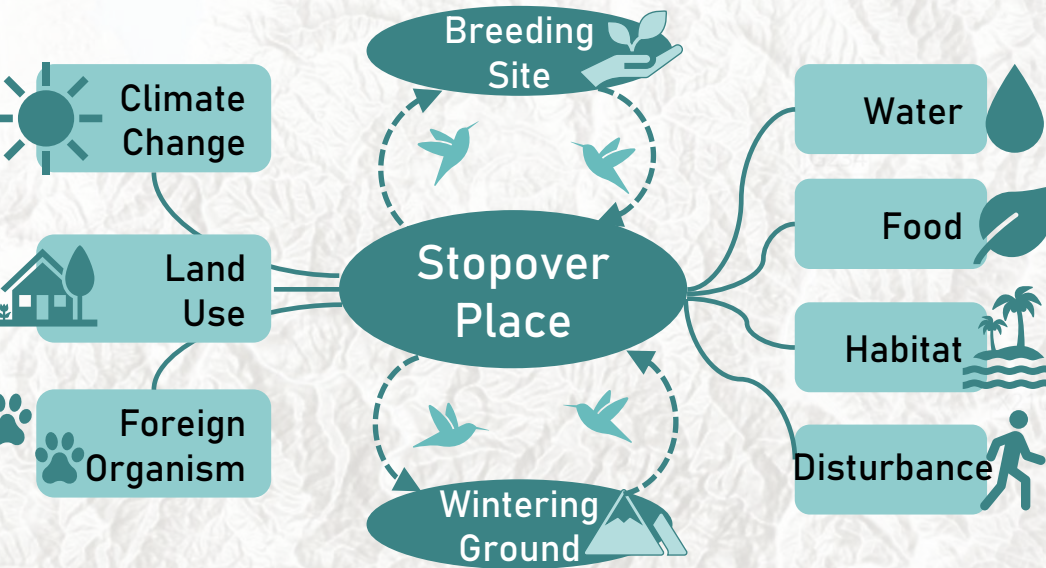 Breeding
Site
Climate
Change
Land
Use
Foreign
Organism
Stopover
Place
Wintering
Ground
Water
Food
Habitat
Disturbance